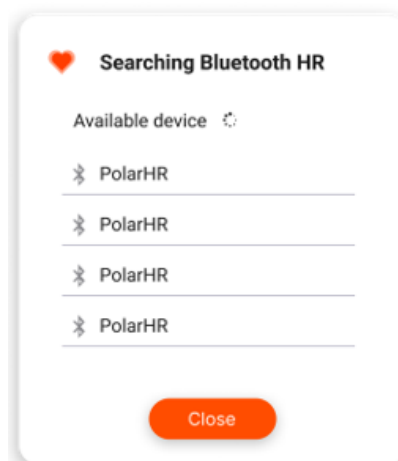 Searching Bluetooth HR
Available device
PolarHR
PolarHR
PolarHR
PolarHR
Close